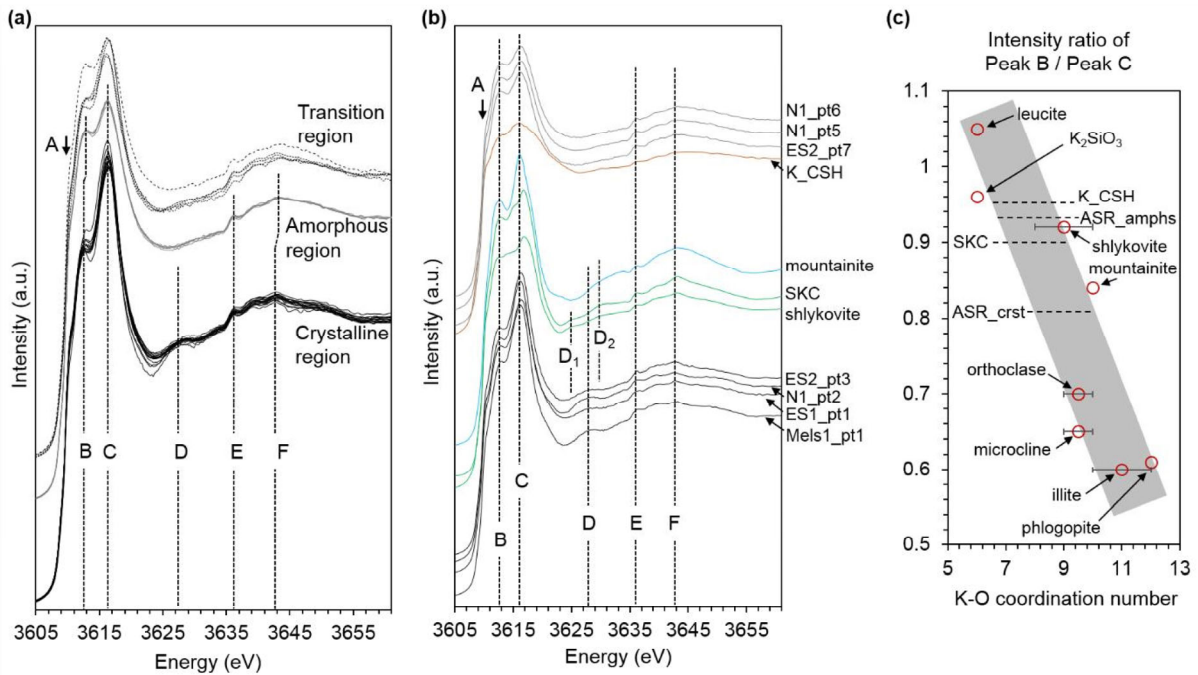 (a)
Intensity (a.u.)
A
Transition
region
Amorphous
region
Crystalline
region
B
C
D
E
F
3605
3615
3625
3635
3645
3655
Energy (eV)
(b)
Intensity (a.u.)
A
N1_pt6
N1_pt5
ES2_pt7
K_CSH
mountainite
SKC
shlykovite
D1
D2
ES2_pt3
N1_pt2
ES1_pt1
Mels1_pt1
C
B
D
E
F
3605
3615
3625
3635
3645
3655
Energy (eV)
(c)
Intensity ratio of
Peak B / Peak C
1.1
1
0.9
0.8
0.7
0.6
0.5
leucite
K2SiO3
K_CSH
ASR_amphs
SKC
shlykovite
mountainite
ASR_crst
orthoclase
microcline
illite
phlogopite
5
7
9
11
13
K-O coordination number